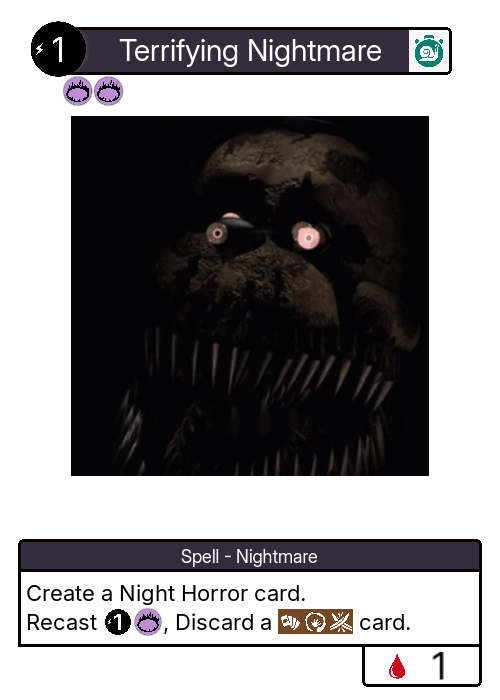 1 Terrifying Nightmare
Spell - Nightmare
Create a Night Horror card.
Recast 1 , Discard a card.
1